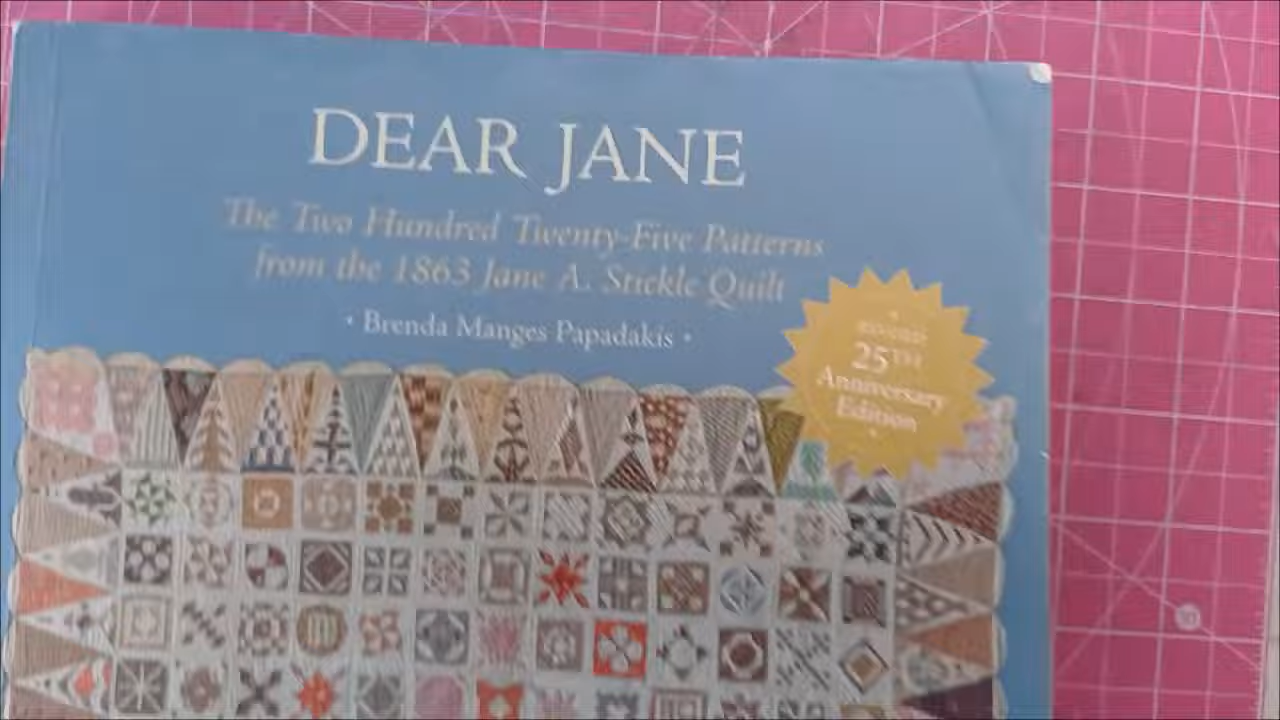 DEAR JANE
The Two Hundred Twenty-Five Patterns
from the 1863 Jane A. Stickle Quilt
• Brenda Manges Papadakis •
REVISED
25TH
Anniversary
Edition